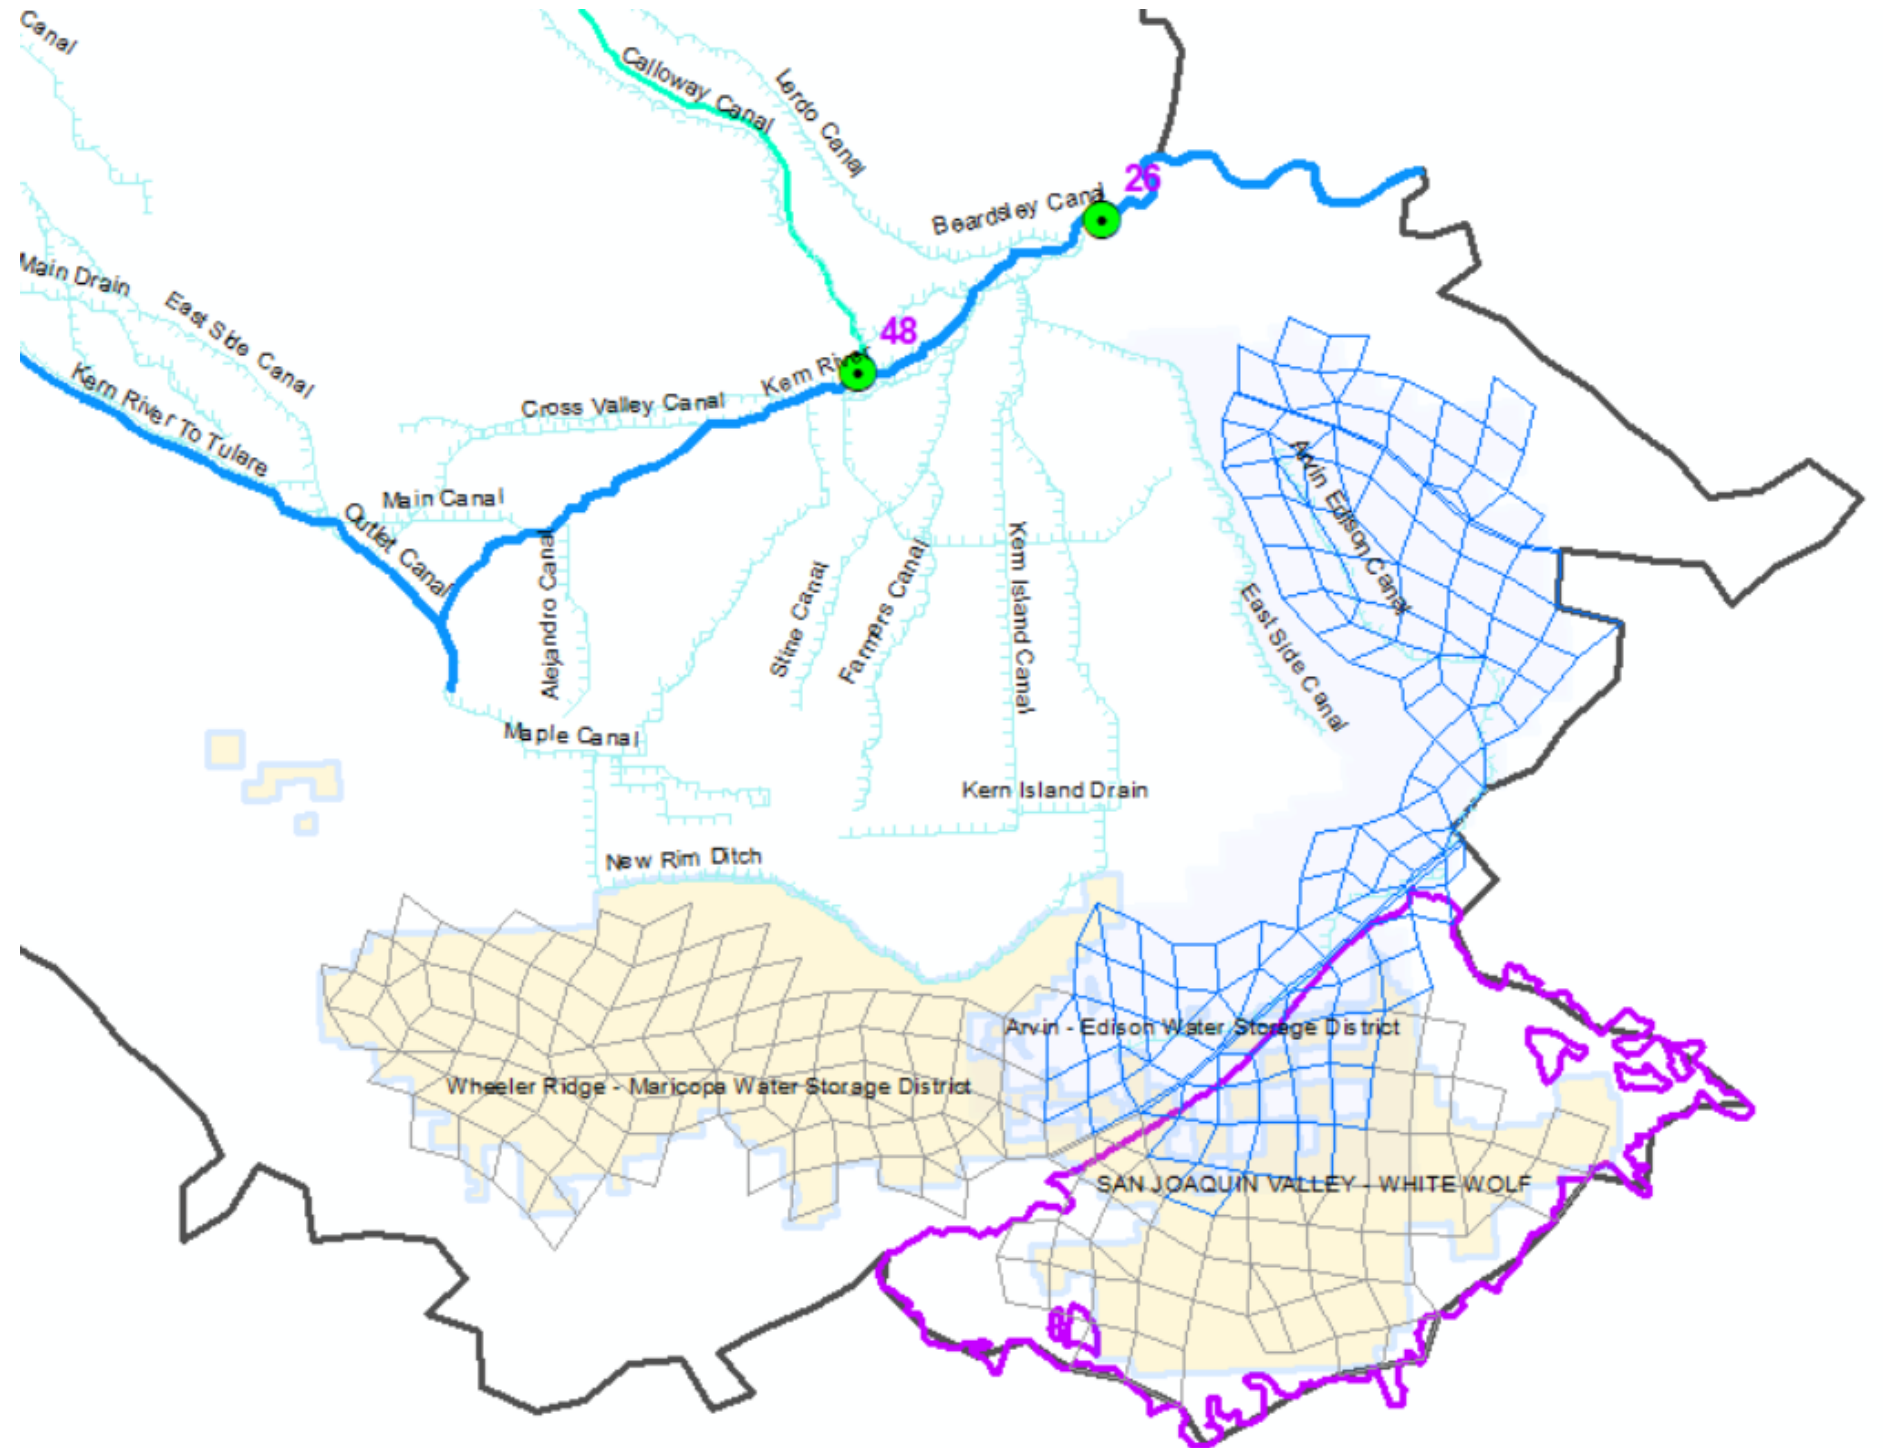 Canal
Calloway Canal
Lerdo Canal
26
Beardsley Canal
Main Drain
East Side Canal
48
Kern River
Kern River To Tulare
Cross Valley Canal
Main Canal
Outlet Canal
Arvin Edison Canal
Alejandro Canal
Stine Canal
Farmers Canal
Kern Island Canal
East Side Canal
Maple Canal
Kern Island Drain
New Rim Ditch
Arvin - Edison Water Storage District
Wheeler Ridge - Maricopa Water Storage District
SAN JOAQUIN VALLEY - WHITE WOLF